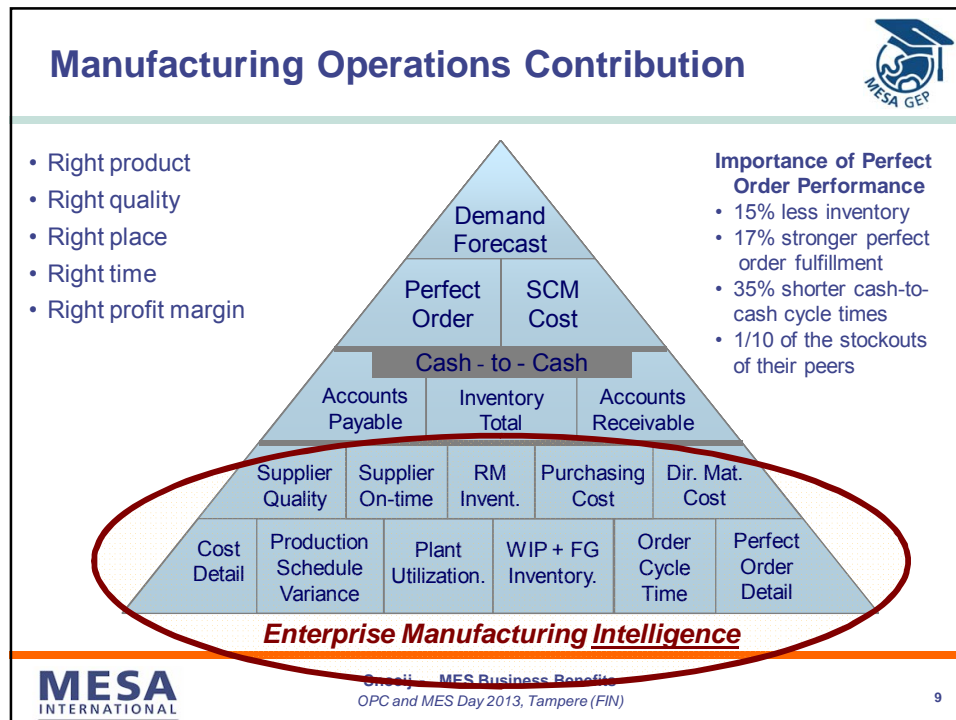 Manufacturing Operations Contribution
MESA GEP
• Right product
• Right quality
• Right place
• Right time
• Right profit margin
Importance of Perfect
Order Performance
• 15% less inventory
• 17% stronger perfect
order fulfillment
• 35% shorter cash-to-
cash cycle times
• 1/10 of the stockouts
of their peers
Demand
Forecast
Perfect
Order
SCM
Cost
Cash - to - Cash
Accounts
Payable
Inventory
Total
Accounts
Receivable
Supplier
Quality
Supplier
On-time
RM
Invent.
Purchasing
Cost
Dir. Mat.
Cost
Cost
Detail
Production
Schedule
Variance
Plant
Utilization.
WIP + FG
Inventory.
Order
Cycle
Time
Perfect
Order
Detail
Enterprise Manufacturing Intelligence
MESA
INTERNATIONAL
MES Business Benefits
OPC and MES Day 2013, Tampere (FIN)
9